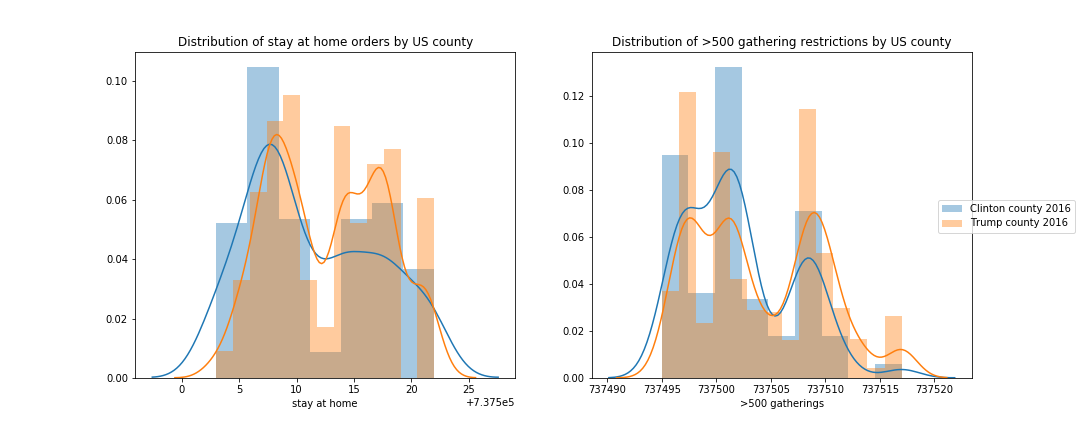 Distribution of stay at home orders by US county
0.10
0.08
0.06
0.04
0.02
0.00
0 5 10 15 20 25
stay at home
+7.375e5
Distribution of >500 gathering restrictions by US county
0.12
0.10
0.08
0.06
0.04
0.02
0.00
737490 737495 737500 737505 737510 737515 737520
>500 gatherings
Clinton county 2016
Trump county 2016